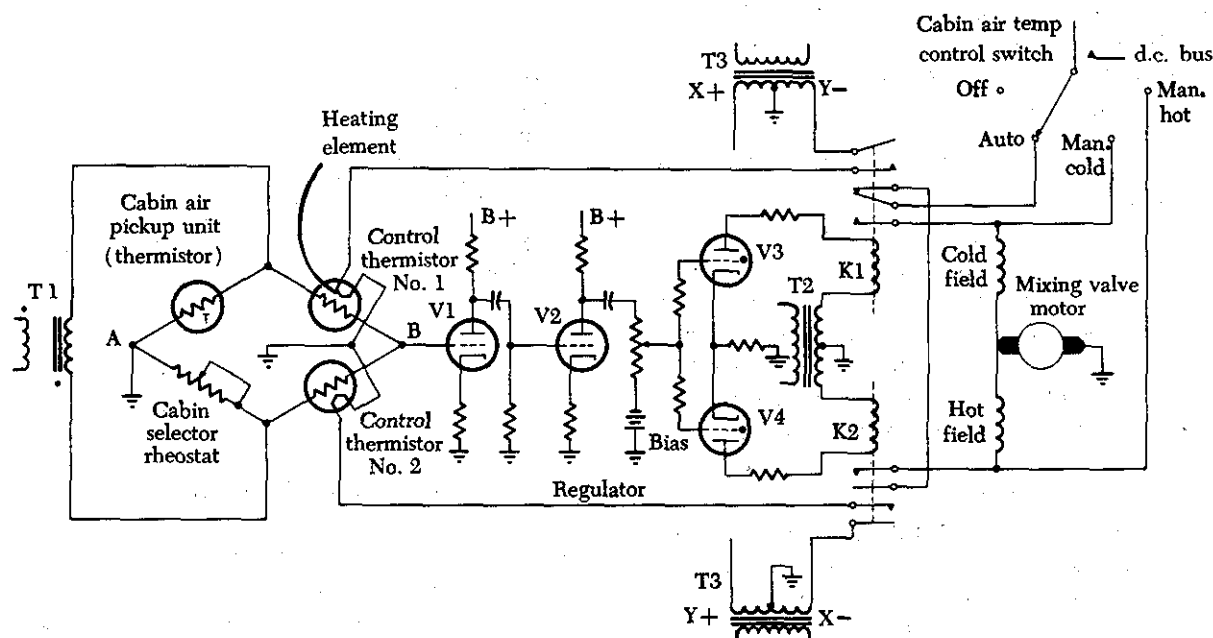 Cabin air temp
control switch
d.c. bus
Off
Man.
hot
Auto
Man.
cold
T3
X+
Y−
Heating
element
Cabin air
pickup unit
(thermistor)
Control
thermistor
No. 1
B+
B+
T 1
T
A
B
V1
V2
V3
T2
K1
Cold
field
Mixing valve
motor
Cabin
selector
rheostat
Control
thermistor
No. 2
Bias
V4
K2
Hot
field
Regulator
T3
Y+
X−